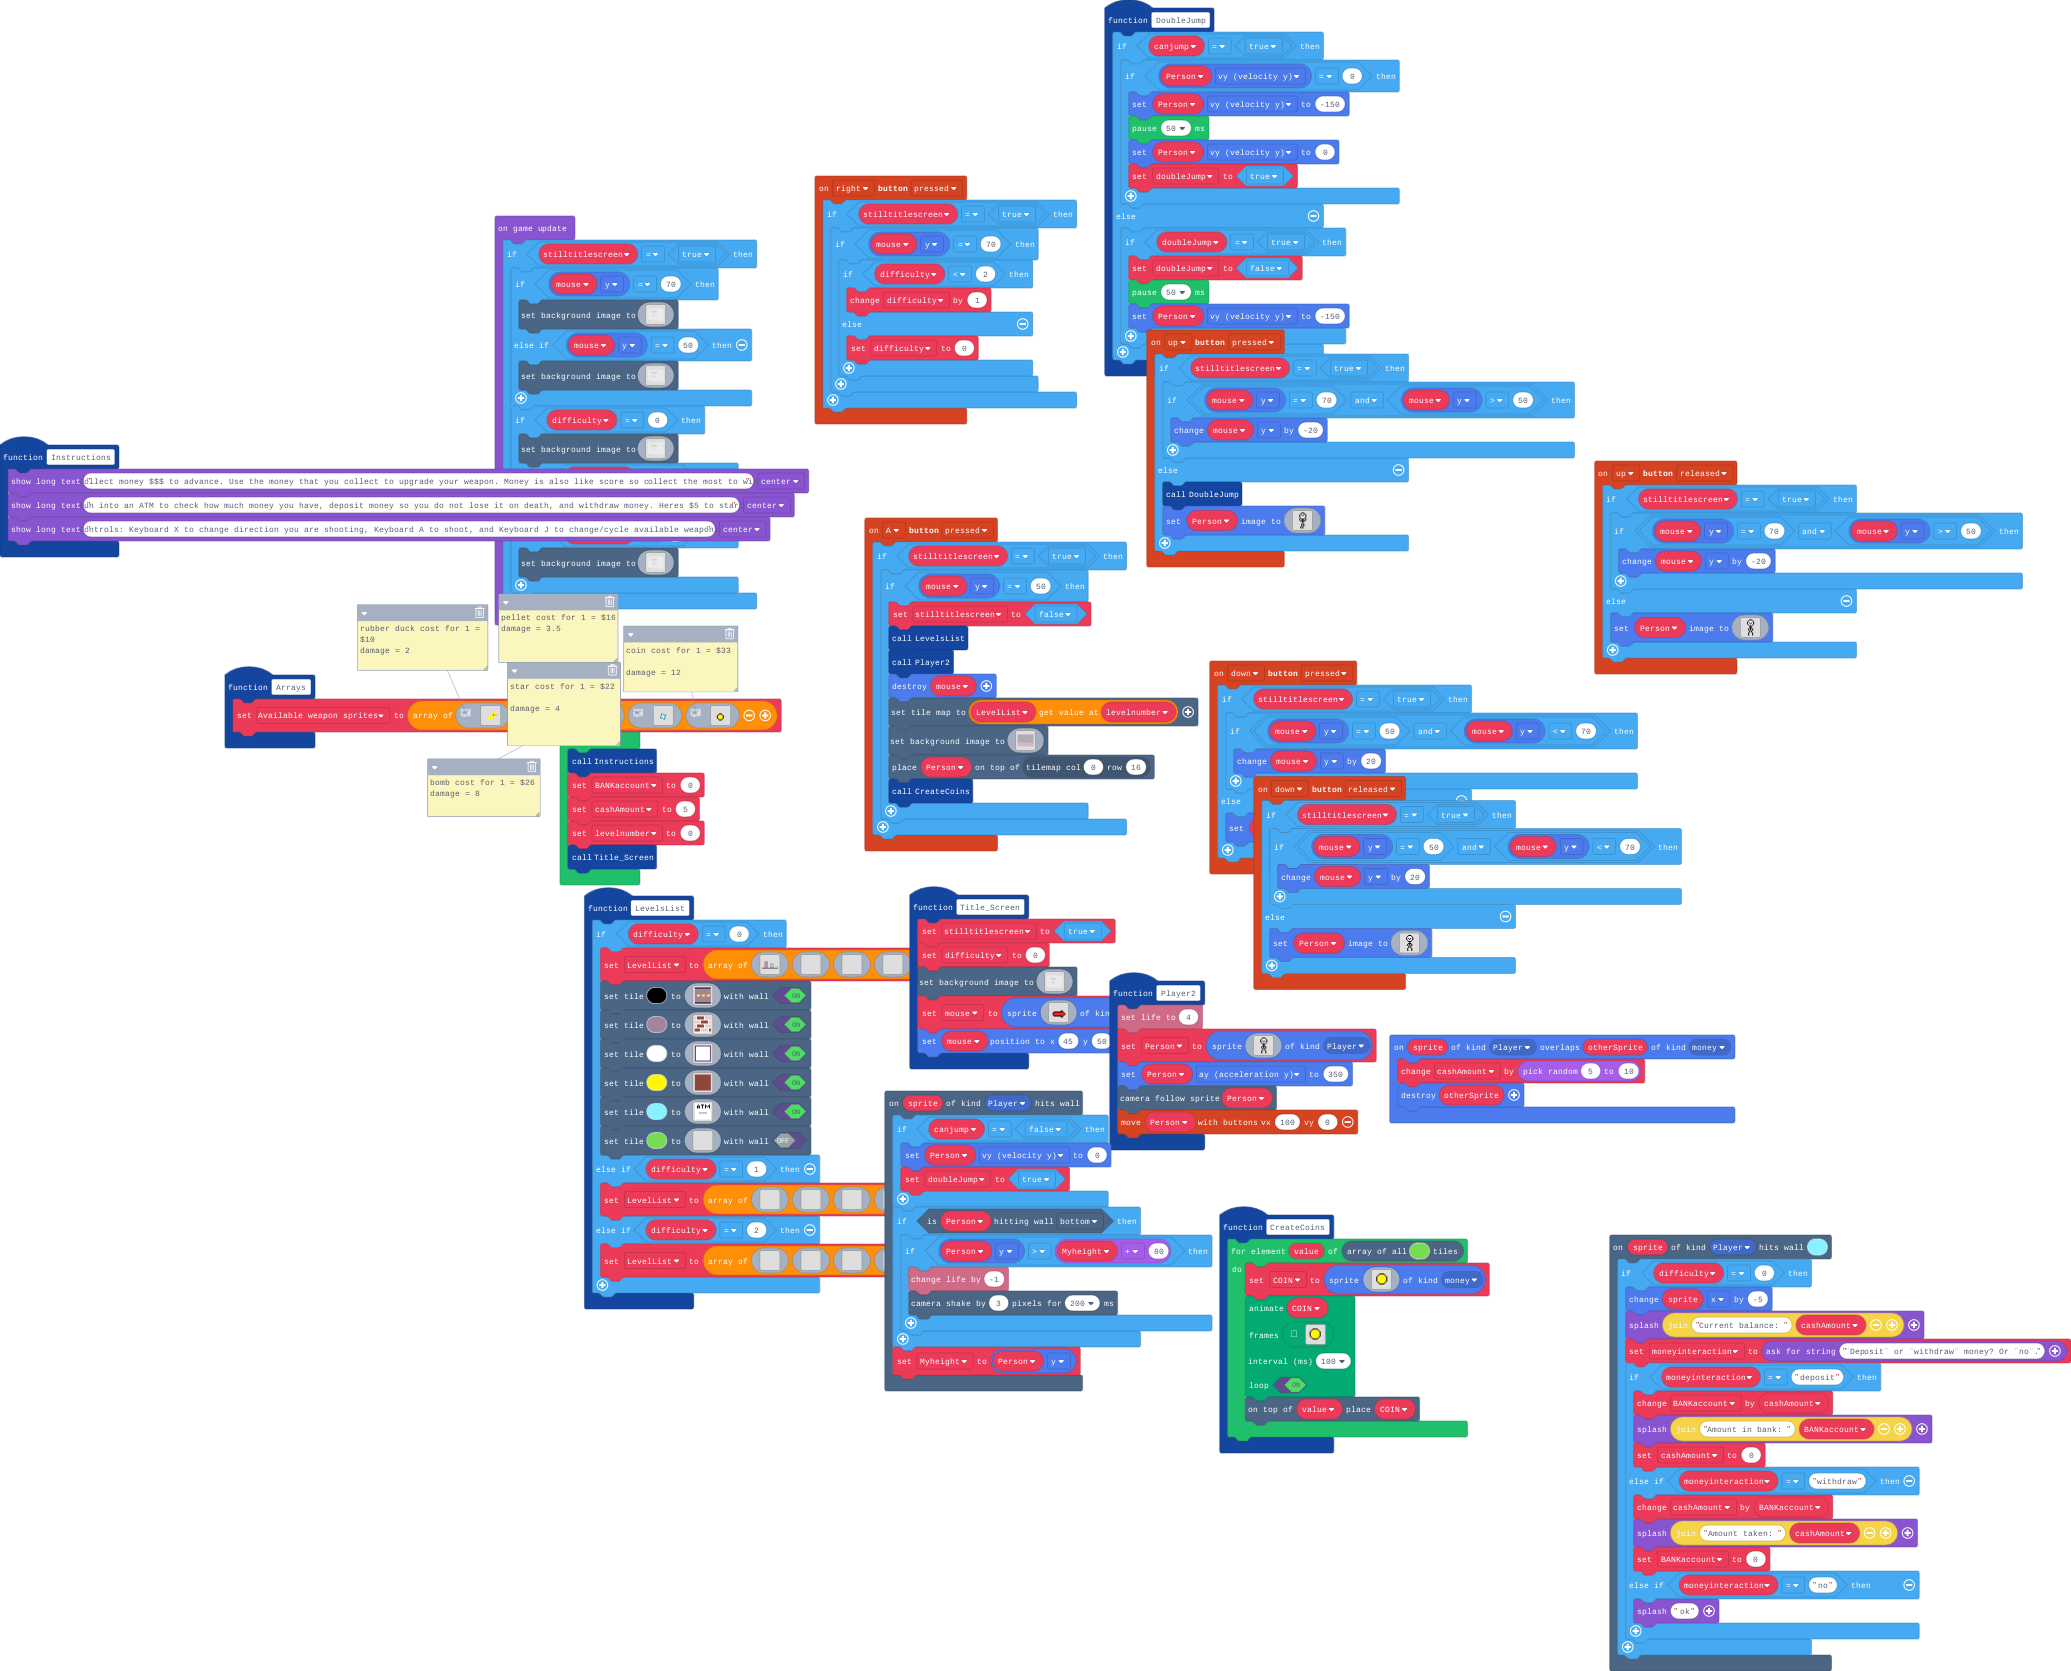 function DoubleJump
if canjump = true then
if Person vy (velocity y) = 0 then
set Person vy (velocity y) to -150
pause 50 ms
set Person vy (velocity y) to 0
set doubleJump to true
else
if doubleJump = true then
set doubleJump to false
pause 50 ms
set Person vy (velocity y) to -150
on right button pressed
if stilltitlescreen = true then
if mouse y = 70 then
if difficulty < 2 then
change difficulty by 1
else
set difficulty to 0
on game update
if stilltitlescreen = true then
if mouse y = 70 then
set background image to
else if mouse y = 50 then
set background image to
if difficulty = 0 then
set background image to
set background image to
function Instructions
show long text llect money $$$ to advance. Use the money that you collect to upgrade your weapon. Money is also like score so collect the most to center
show long text into an ATM to check how much money you have, deposit money so you do not lose it on death, and withdraw money. Heres $5 to center
show long text ntrols: Keyboard X to change direction you are shooting, Keyboard A to shoot, and Keyboard J to change/cycle available center
on up button pressed
if stilltitlescreen = true then
if mouse y = 70 and mouse y > 50 then
change mouse y by -20
else
call DoubleJump
set Person image to
on up button released
if stilltitlescreen = true then
if mouse y = 70 and mouse y > 50 then
change mouse y by -20
else
set Person image to
on A button pressed
if stilltitlescreen = true then
if mouse y = 50 then
set stilltitlescreen to false
call LevelsList
call Player2
destroy mouse
set tile map to LevelList get value at levelnumber
set background image to
place Person on top of tilemap col 0 row 16
call CreateCoins
rubber duck cost for 1 =
$10
damage = 2
pellet cost for 1 = $16
damage = 3.5
coin cost for 1 = $33
damage = 12
star cost for 1 = $22
damage = 4
bomb cost for 1 = $26
damage = 8
function Arrays
set Available weapon sprites to array of
call Instructions
set BANKaccount to 0
set cashAmount to 5
set levelnumber to 0
call Title_Screen
on down button pressed
if stilltitlescreen = true then
if mouse y = 50 and mouse y < 70 then
change mouse y by 20
else
set
on down button released
if stilltitlescreen = true then
if mouse y = 50 and mouse y < 70 then
change mouse y by 20
else
set Person image to
function LevelsList
if difficulty = 0 then
set LevelList to array of
set tile to with wall ON
set tile to with wall ON
set tile to with wall ON
set tile to with wall ON
set tile to ATM with wall ON
set tile to with wall OFF
else if difficulty = 1 then
set LevelList to array of
else if difficulty = 2 then
set LevelList to array of
function Title_Screen
set stilltitlescreen to true
set difficulty to 0
set background image to
set mouse to sprite of kin
set mouse position to x 45 y 50
function Player2
set life to 4
set Person to sprite of kind Player
set Person ay (acceleration y) to 350
camera follow sprite Person
move Person with buttons vx 100 vy 0
on sprite of kind Player overlaps otherSprite of kind money
change cashAmount by pick random 5 to 10
destroy otherSprite
on sprite of kind Player hits wall
if canjump = false then
set Person vy (velocity y) to 0
set doubleJump to true
if is Person hitting wall bottom then
if Person y > Myheight + 80 then
change life by -1
camera shake by 3 pixels for 200 ms
set Myheight to Person y
function CreateCoins
for element value of array of all tiles
do
set COIN to sprite of kind money
animate COIN
frames
interval (ms) 100
loop ON
on top of value place COIN
on sprite of kind Player hits wall
if difficulty = 0 then
change sprite x by -5
splash join "Current balance: " cashAmount
set moneyinteraction to ask for string "¨Deposit¨ or ¨withdraw¨ money? Or ¨no¨."
if moneyinteraction = "deposit" then
change BANKaccount by cashAmount
splash join "Amount in bank: " BANKaccount
set cashAmount to 0
else if moneyinteraction = "withdraw" then
change cashAmount by BANKaccount
splash join "Amount taken: " cashAmount
set BANKaccount to 0
else if moneyinteraction = "no" then
splash "ok"